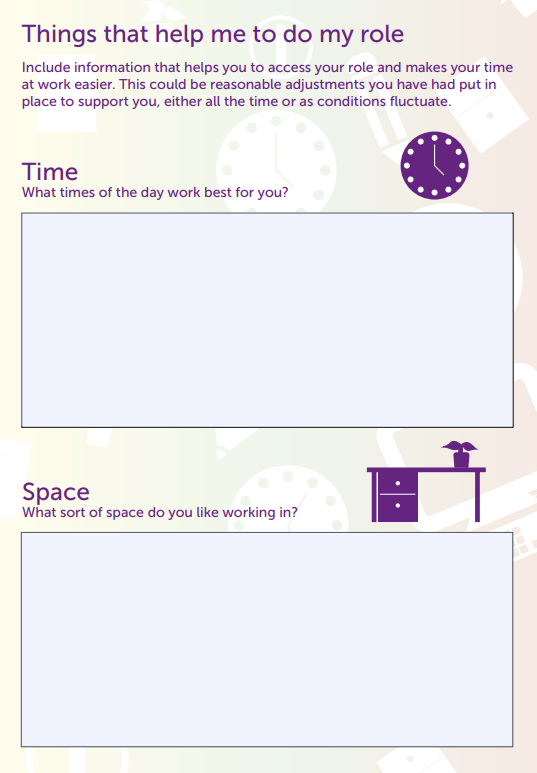 Things that help me to do my role
Include information that helps you to access your role and makes your time
at work easier. This could be reasonable adjustments you have had put in
place to support you, either all the time or as conditions fluctuate.
Time
What times of the day work best for you?
Space
What sort of space do you like working in?